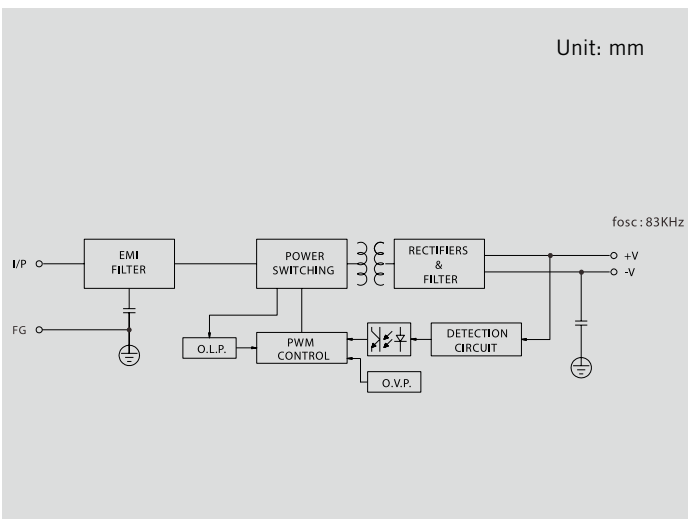 Unit: mm
fosc : 83KHz
I/P
EMI
FILTER
POWER
SWITCHING
RECTIFIERS
&
FILTER
+V
-V
FG
O.L.P.
PWM
CONTROL
DETECTION
CIRCUIT
O.V.P.